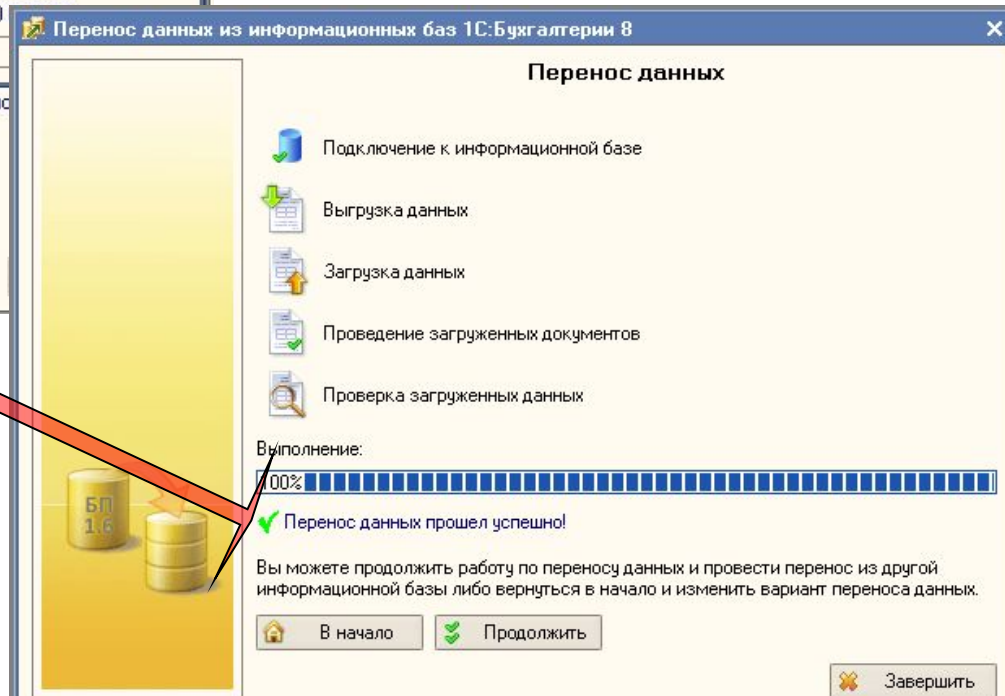 Перенос данных из информационных баз 1С:Бухгалтерии 8
Перенос данных
Подключение к информационной базе
Выгрузка данных
Загрузка данных
Проведение загруженных документов
Проверка загруженных данных
Выполнение:
100%
Перенос данных прошел успешно!
БП
1.6
Вы можете продолжить работу по переносу данных и провести перенос из другой
информационной базы либо вернуться в начало и изменить вариант переноса данных.
В начало
Продолжить
Завершить